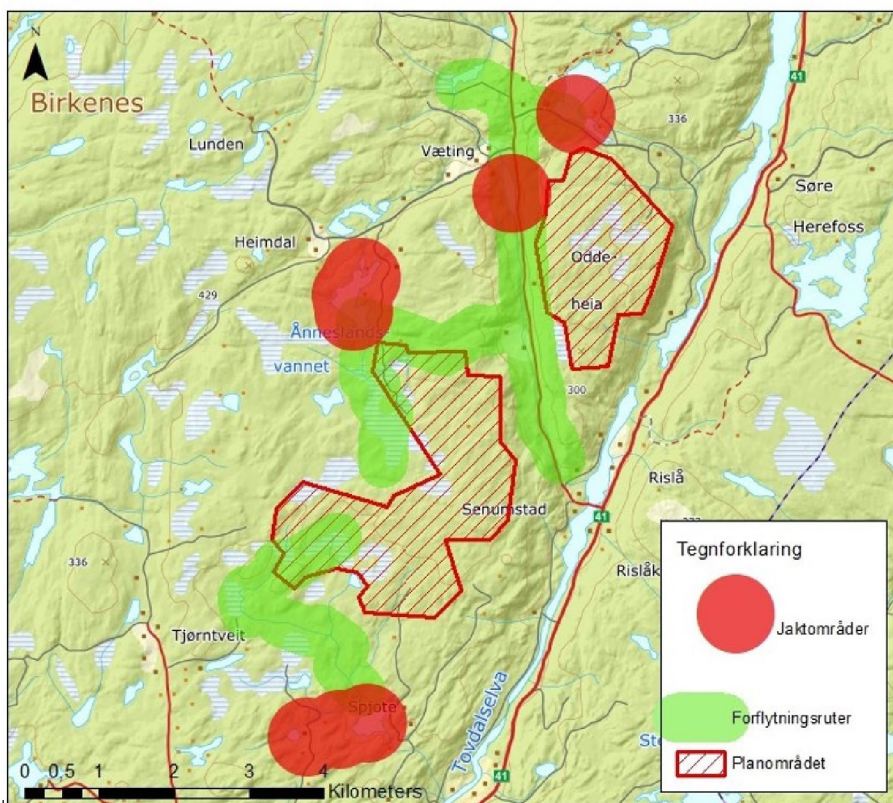 N
41
Birkenes
336
Lunden
Væting
Søre
Herefoss
Heimdal
Odde-
heia
429
Ånneslands-
vannet
300
Rislå
Senumstad
41
Tegnforklaring
336
Rislåk
Jaktområder
Tjørntveit
Spjote
Forflytningsruter
Tovdalselva
Planområdet
0 0,5 1 2 3 4
Kilometers
41